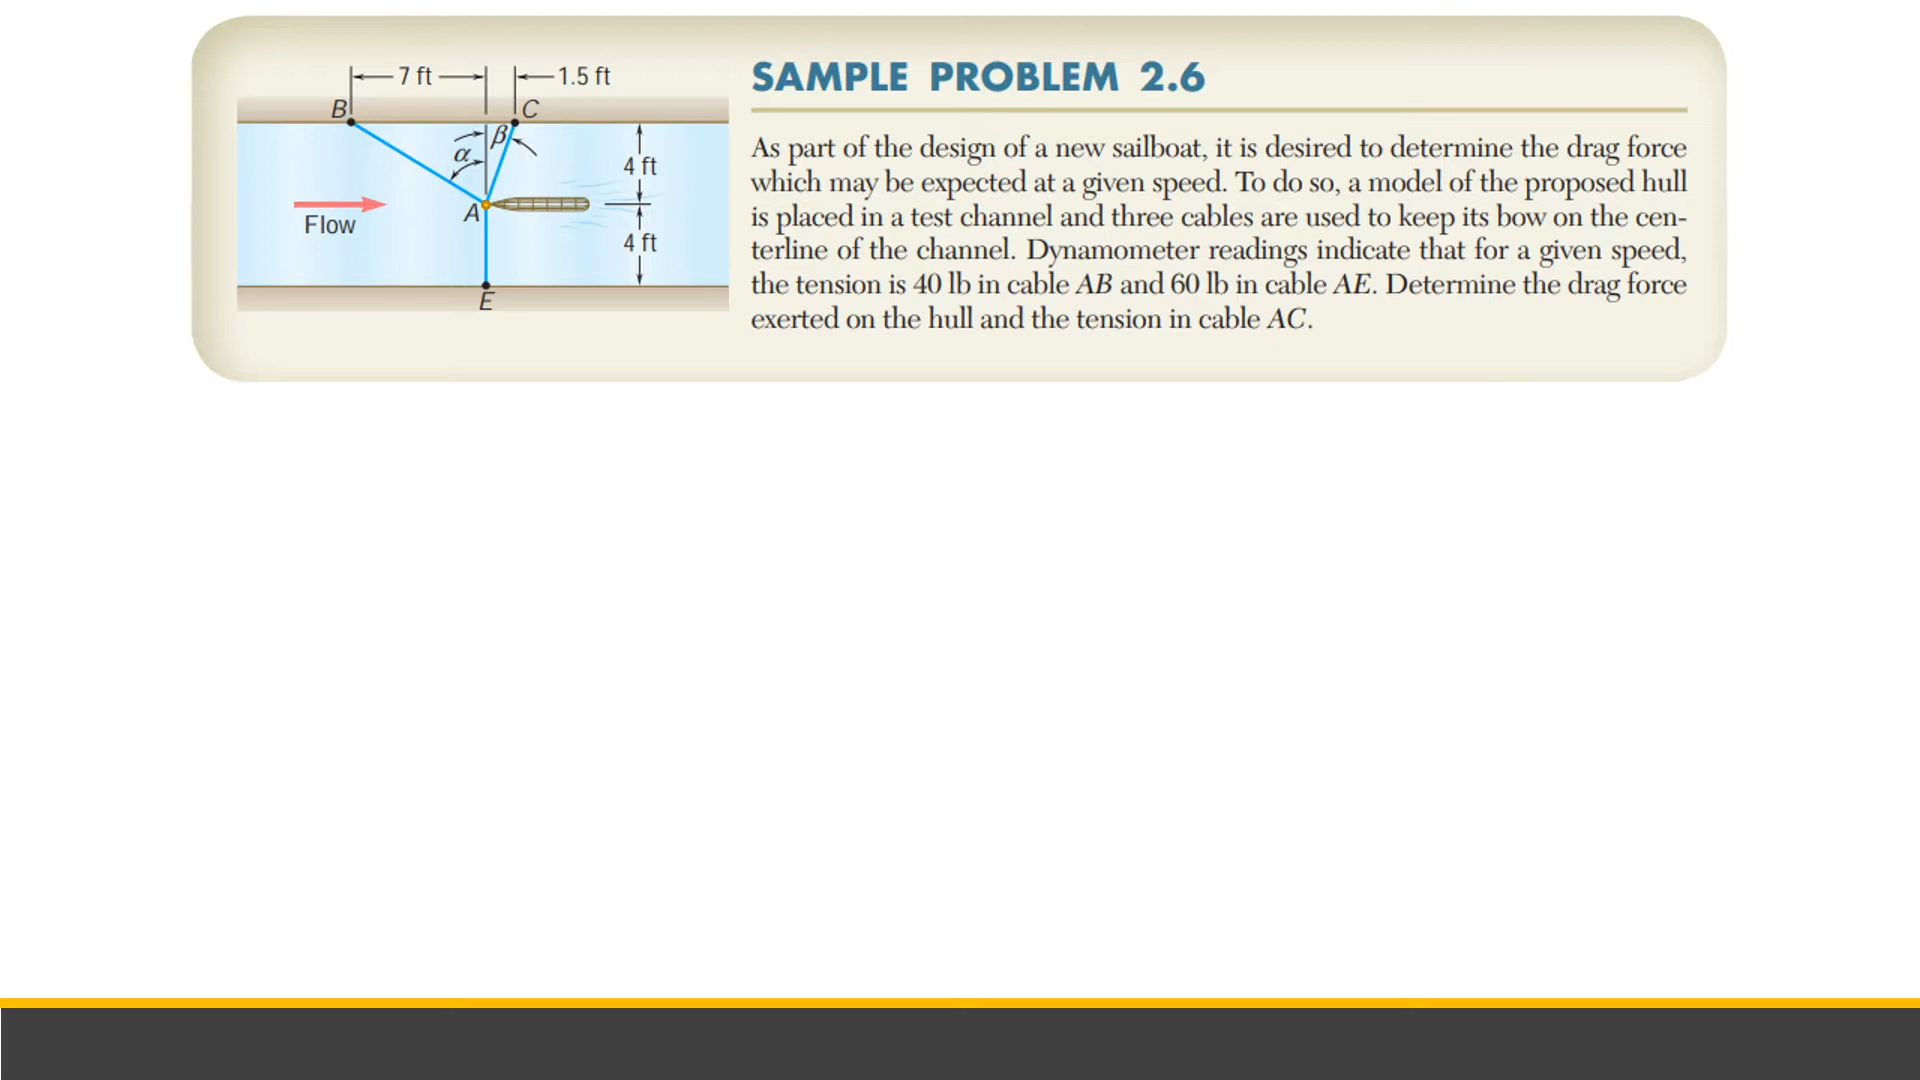 7 ft
1.5 ft
B
C
α
β
4 ft
Flow
A
4 ft
E
SAMPLE PROBLEM 2.6
As part of the design of a new sailboat, it is desired to determine the drag force
which may be expected at a given speed. To do so, a model of the proposed hull
is placed in a test channel and three cables are used to keep its bow on the cen-
terline of the channel. Dynamometer readings indicate that for a given speed,
the tension is 40 lb in cable AB and 60 lb in cable AE. Determine the drag force
exerted on the hull and the tension in cable AC.